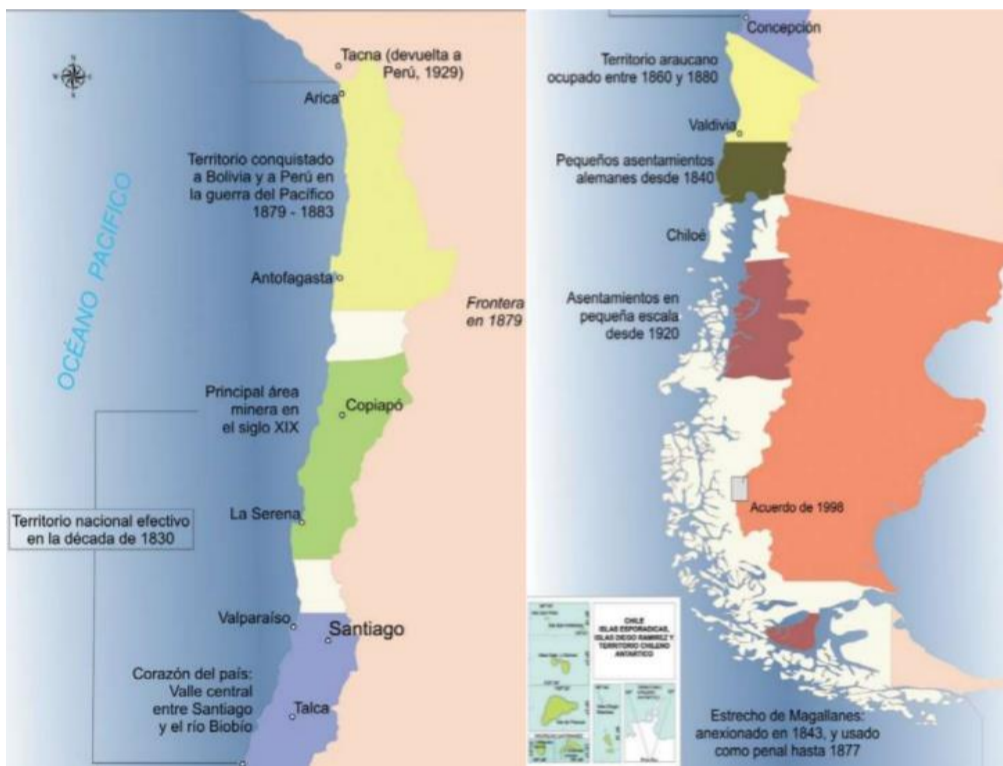 Tacna (devuelta a
Perú, 1929)
Arica
Territorio conquistado
a Bolivia y a Perú en
la guerra del Pacífico
1879 - 1883
OCÉANO PACIFICO
Antofagasta
Frontera
en 1879
Principal área
minera en
el siglo XIX
Copiapó
La Serena
Territorio nacional efectivo
en la década de 1830
Valparaíso
Santiago
Corazón del país:
Valle central
entre Santiago
y el río Biobío
Talca
Concepción
Territorio araucano
ocupado entre 1860 y 1880
Valdivia
Pequeños asentamientos
alemanes desde 1840
Chiloé
Asentamientos en
pequeña escala
desde 1920
Acuerdo de 1998
CHILE
ISLAS ESPORADICAS,
ISLAS DIEGO RAMIREZ Y
TERRITORIO CHILENO
ANTÁRTICO
Estrecho de Magallanes:
anexionado en 1843, y usado
como penal hasta 1877